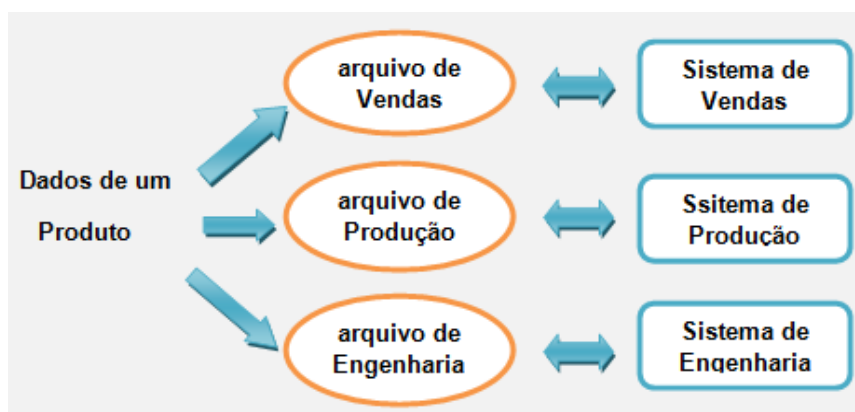 arquivo de
Vendas
Sistema de
Vendas
Dados de um
Produto
arquivo de
Produção
Ssitema de
Produção
arquivo de
Engenharia
Sistema de
Engenharia